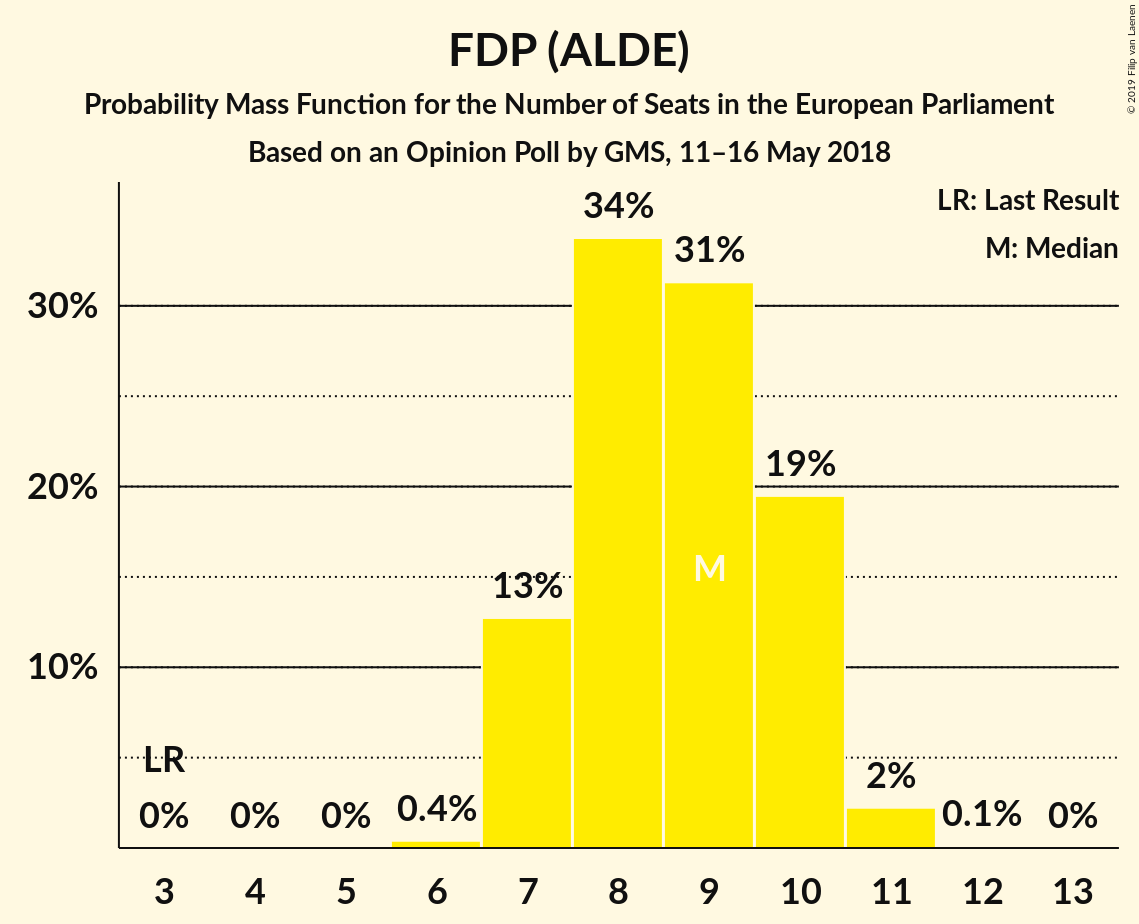 FDP (ALDE)
Probability Mass Function for the Number of Seats in the European Parliament
Based on an Opinion Poll by GMS, 11–16 May 2018
© 2019 Filip van Laenen
LR: Last Result
M: Median
34%
31%
30%
20%
19%
M
13%
10%
LR
2%
0%
0%
0%
0.4%
0.1%
0%
3 4 5 6 7 8 9 10 11 12 13